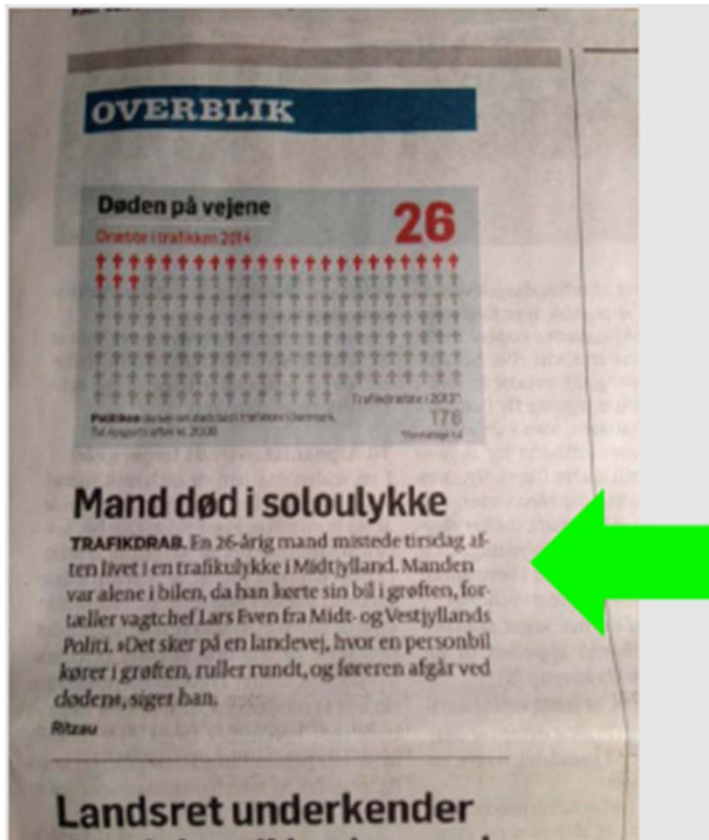 OVERBLIK
Døden på vejene
26
Dræbte i trafikken 2014
Trafikdræbte i 2013*
176
Mand død i soloulykke
TRAFIKDRAB. En 26-årig mand mistede tirsdag af-
ten livet i en trafikulykke i Midtjylland. Manden
var alene i bilen, da han kørte sin bil i grøften, for-
tæller vagtchef Lars Even fra Midt- og Vestjyllands
Politi. »Det sker på en landevej, hvor en personbil
kører i grøften, ruller rundt, og føreren afgår ved
døden«, siger han.
Ritzau
Landsret underkender